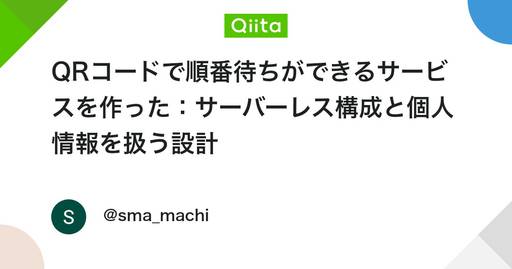 Qiita
QRコードで順番待ちができるサービ
スを作った：サーバーレス構成と個人
情報を扱う設計
S
@sma_machi